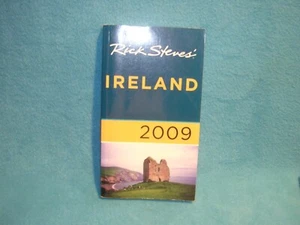 Rick Steves'
IRELAND
2009